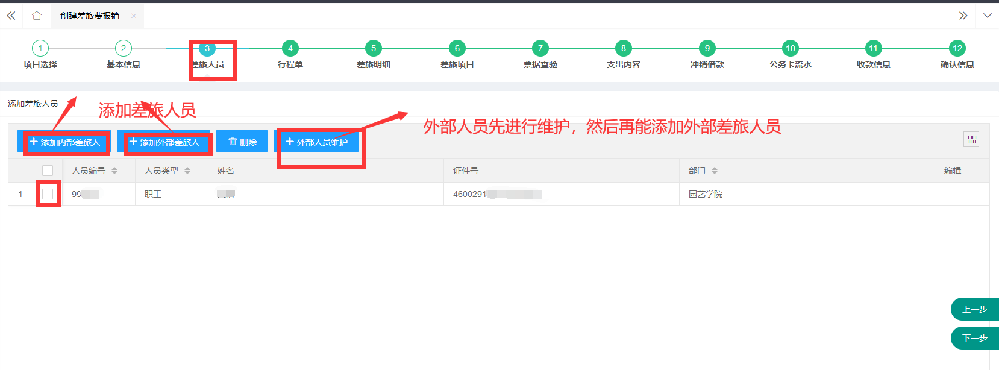 创建差旅费报销
1 2 3 4 5 6 7 8 9 10 11 12
项目选择 基本信息 差旅人员 行程单 差旅明细 差旅项目 票据查验 支出内容 冲销借款 公务卡流水 收款信息 确认信息
添加差旅人员
添加差旅人员
外部人员先进行维护，然后再能添加外部差旅人员
添加内部差旅人 添加外部差旅人 删除 外部人员维护
人员编号 人员类型 姓名 证件号 部门 编辑
1 99 职工 4600291 园艺学院
上一步
下一步